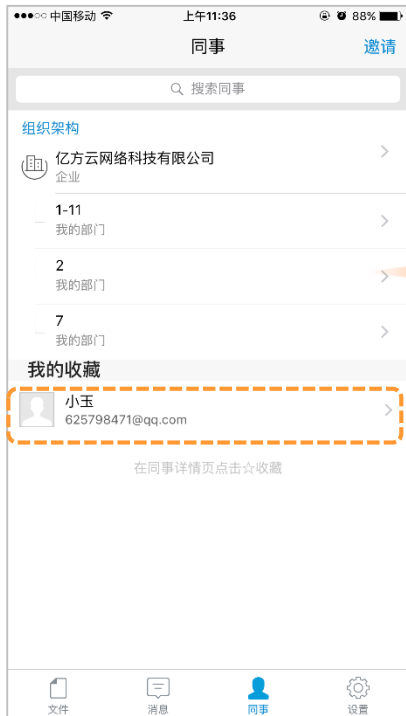 中国移动 上午11:36 88%
同事 邀请
搜索同事
组织架构
亿方云网络科技有限公司
企业
1-11
我的部门
2
我的部门
7
我的部门
我的收藏
小玉
625798471@qq.com
在同事详情页点击☆收藏
文件 消息 同事 设置